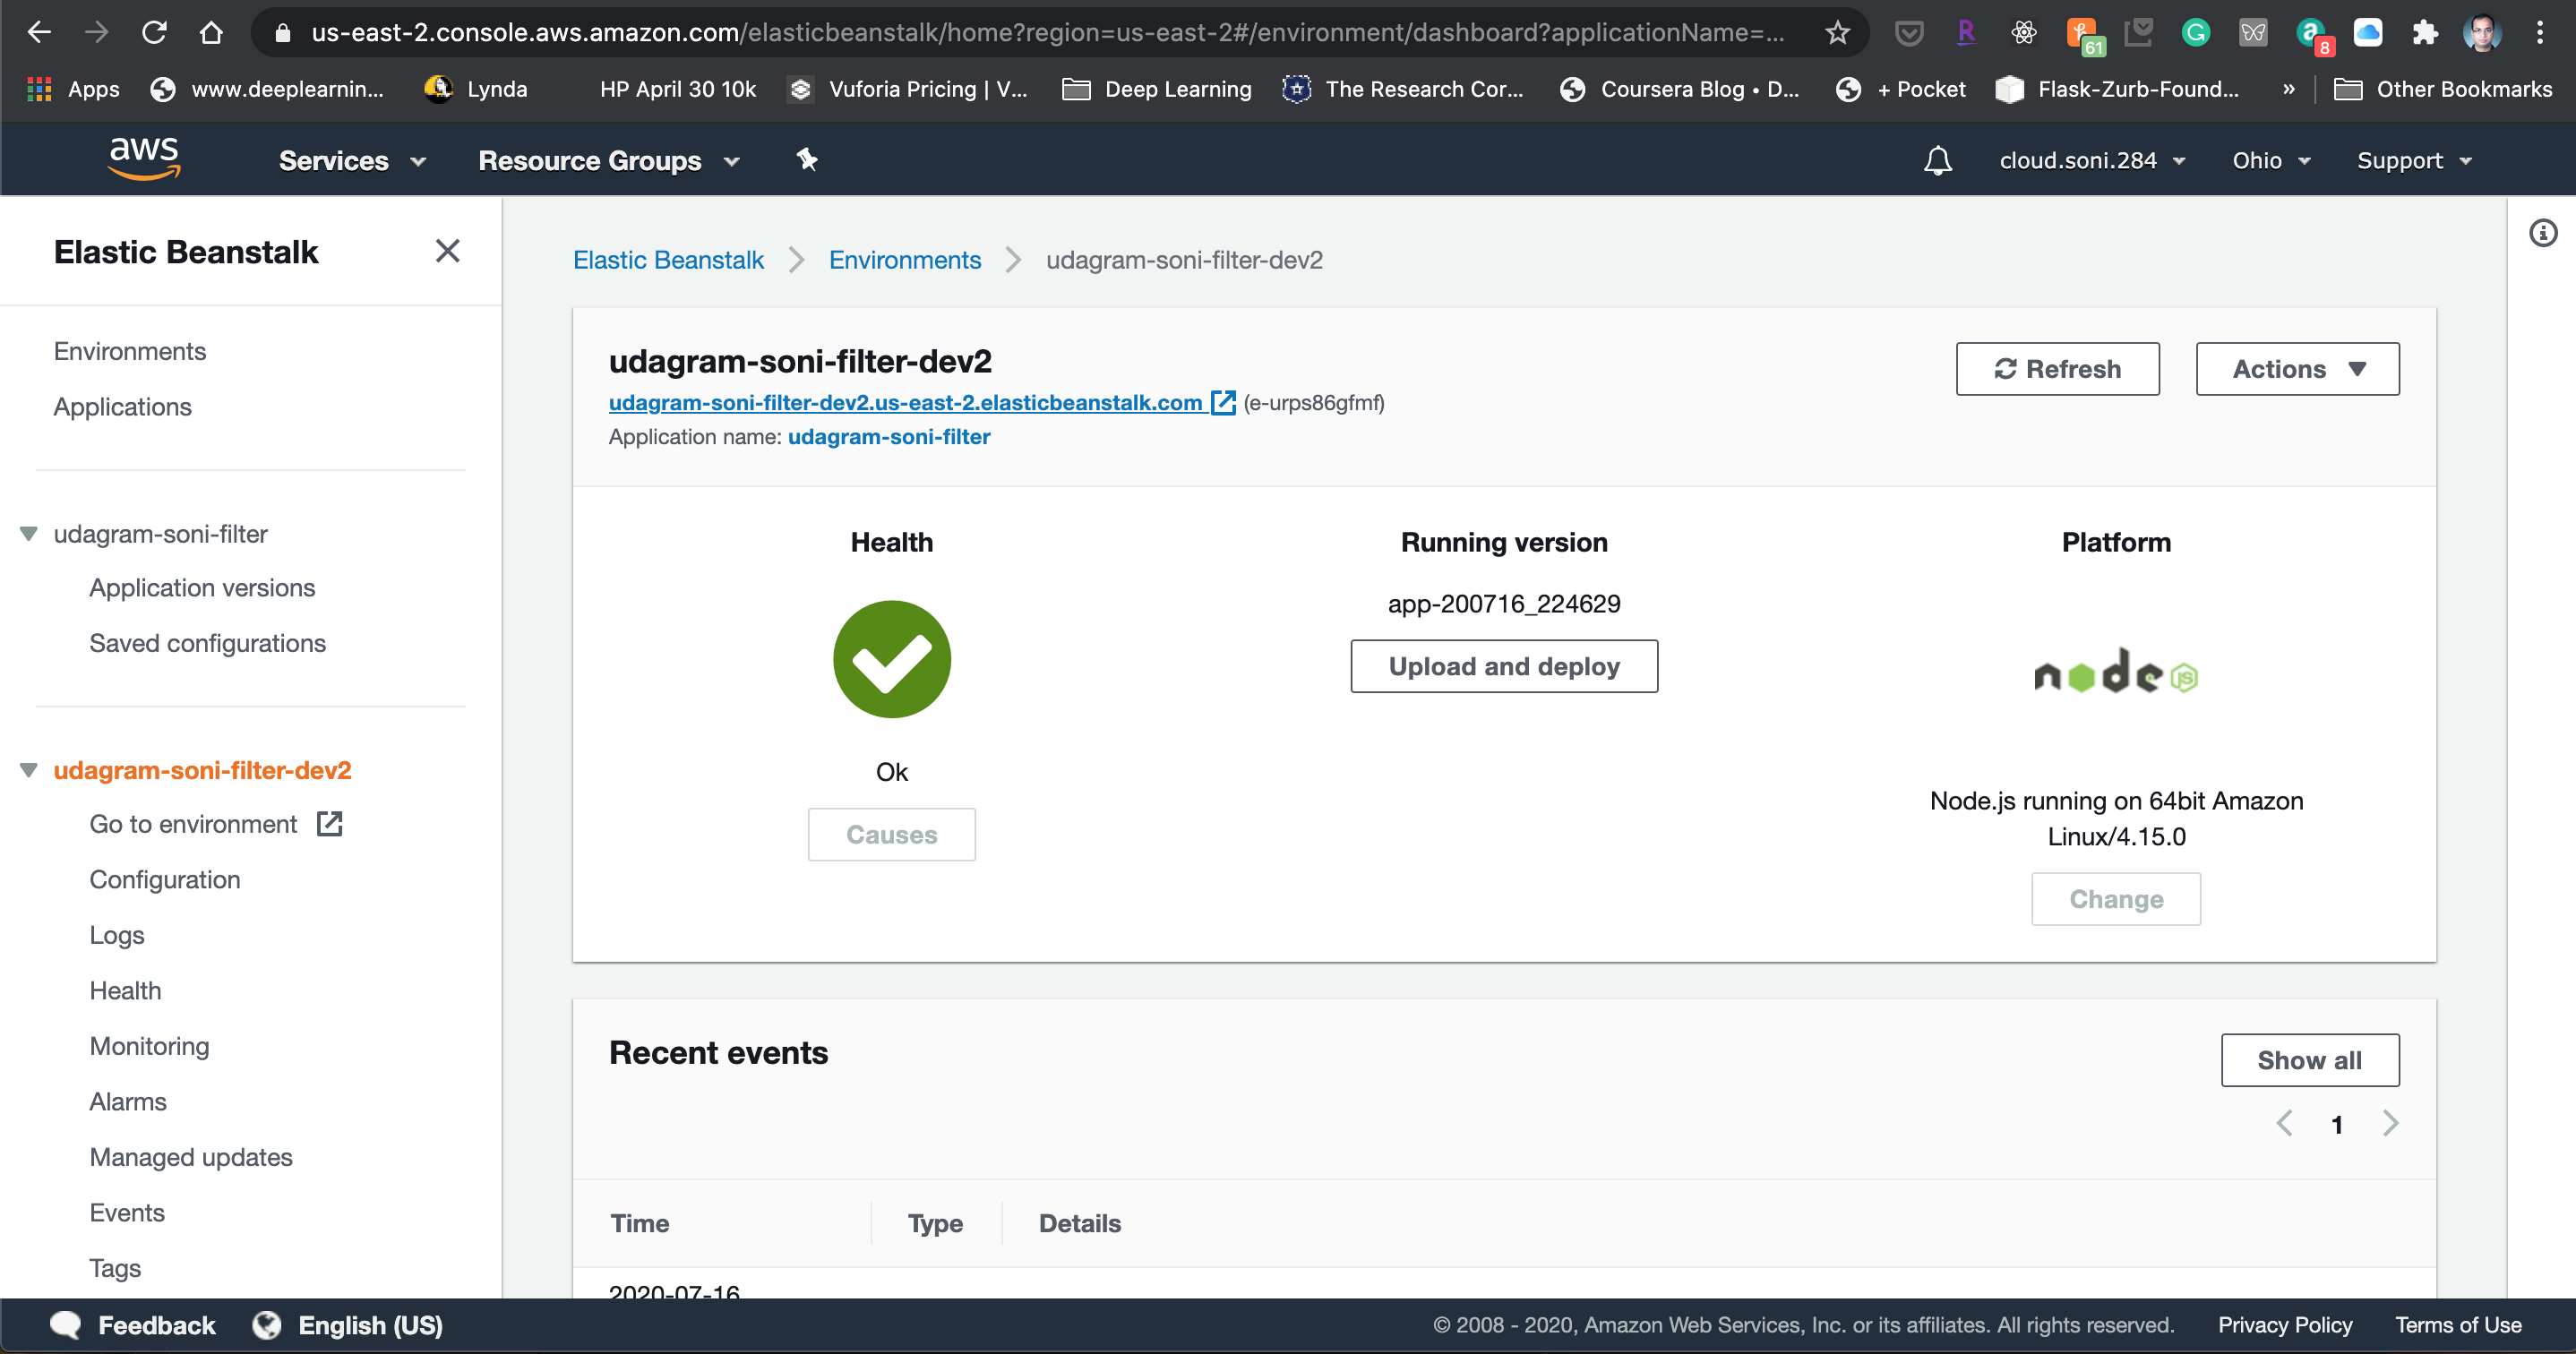 us-east-2.console.aws.amazon.com/elasticbeanstalk/home?region=us-east-2#/environment/dashboard?applicationName=...
R
61
G
a
8
Apps
www.deeplearnin...
Lynda
HP April 30 10k
Vuforia Pricing | V...
Deep Learning
The Research Cor...
Coursera Blog • D...
+ Pocket
Flask-Zurb-Found...
»
Other Bookmarks
aws
Services
Resource Groups
cloud.soni.284
Ohio
Support
Elastic Beanstalk
Environments
Applications
udagram-soni-filter
Application versions
Saved configurations
udagram-soni-filter-dev2
Go to environment
Configuration
Logs
Health
Monitoring
Alarms
Managed updates
Events
Tags
Elastic Beanstalk
Environments
udagram-soni-filter-dev2
udagram-soni-filter-dev2
udagram-soni-filter-dev2.us-east-2.elasticbeanstalk.com (e-urps86gfmf)
Application name: udagram-soni-filter
Refresh
Actions
Health
Ok
Causes
Running version
app-200716_224629
Upload and deploy
Platform
node JS
Node.js running on 64bit Amazon
Linux/4.15.0
Change
Recent events
Show all
1
Time
Type
Details
2020-07-16
Feedback
English (US)
© 2008 - 2020, Amazon Web Services, Inc. or its affiliates. All rights reserved.
Privacy Policy
Terms of Use